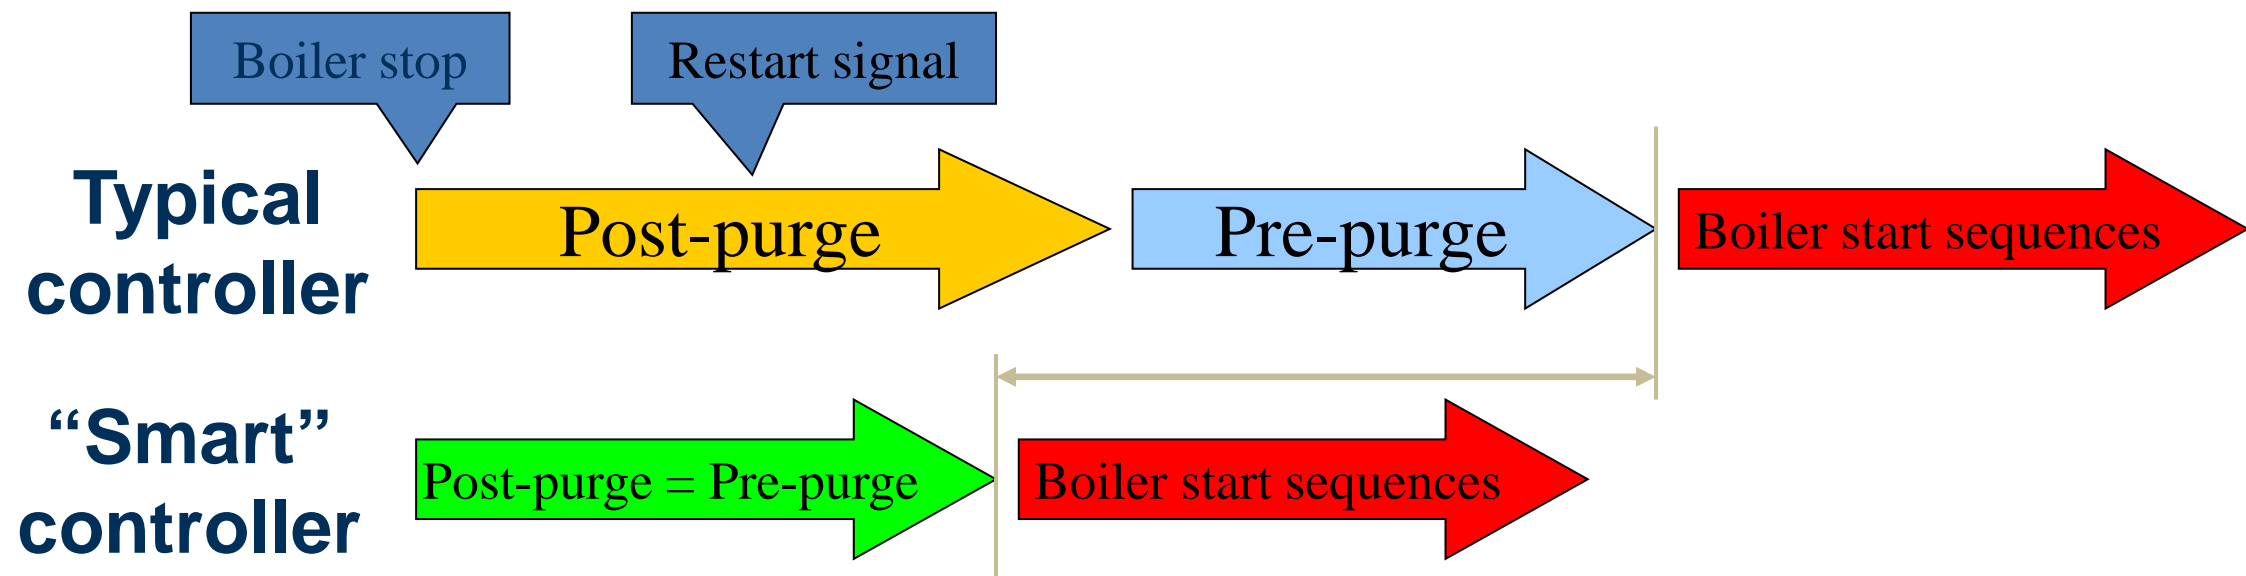 Boiler stop
Restart signal
Typical
controller
Post-purge
Pre-purge
Boiler start sequences
“Smart”
controller
Post-purge = Pre-purge
Boiler start sequences